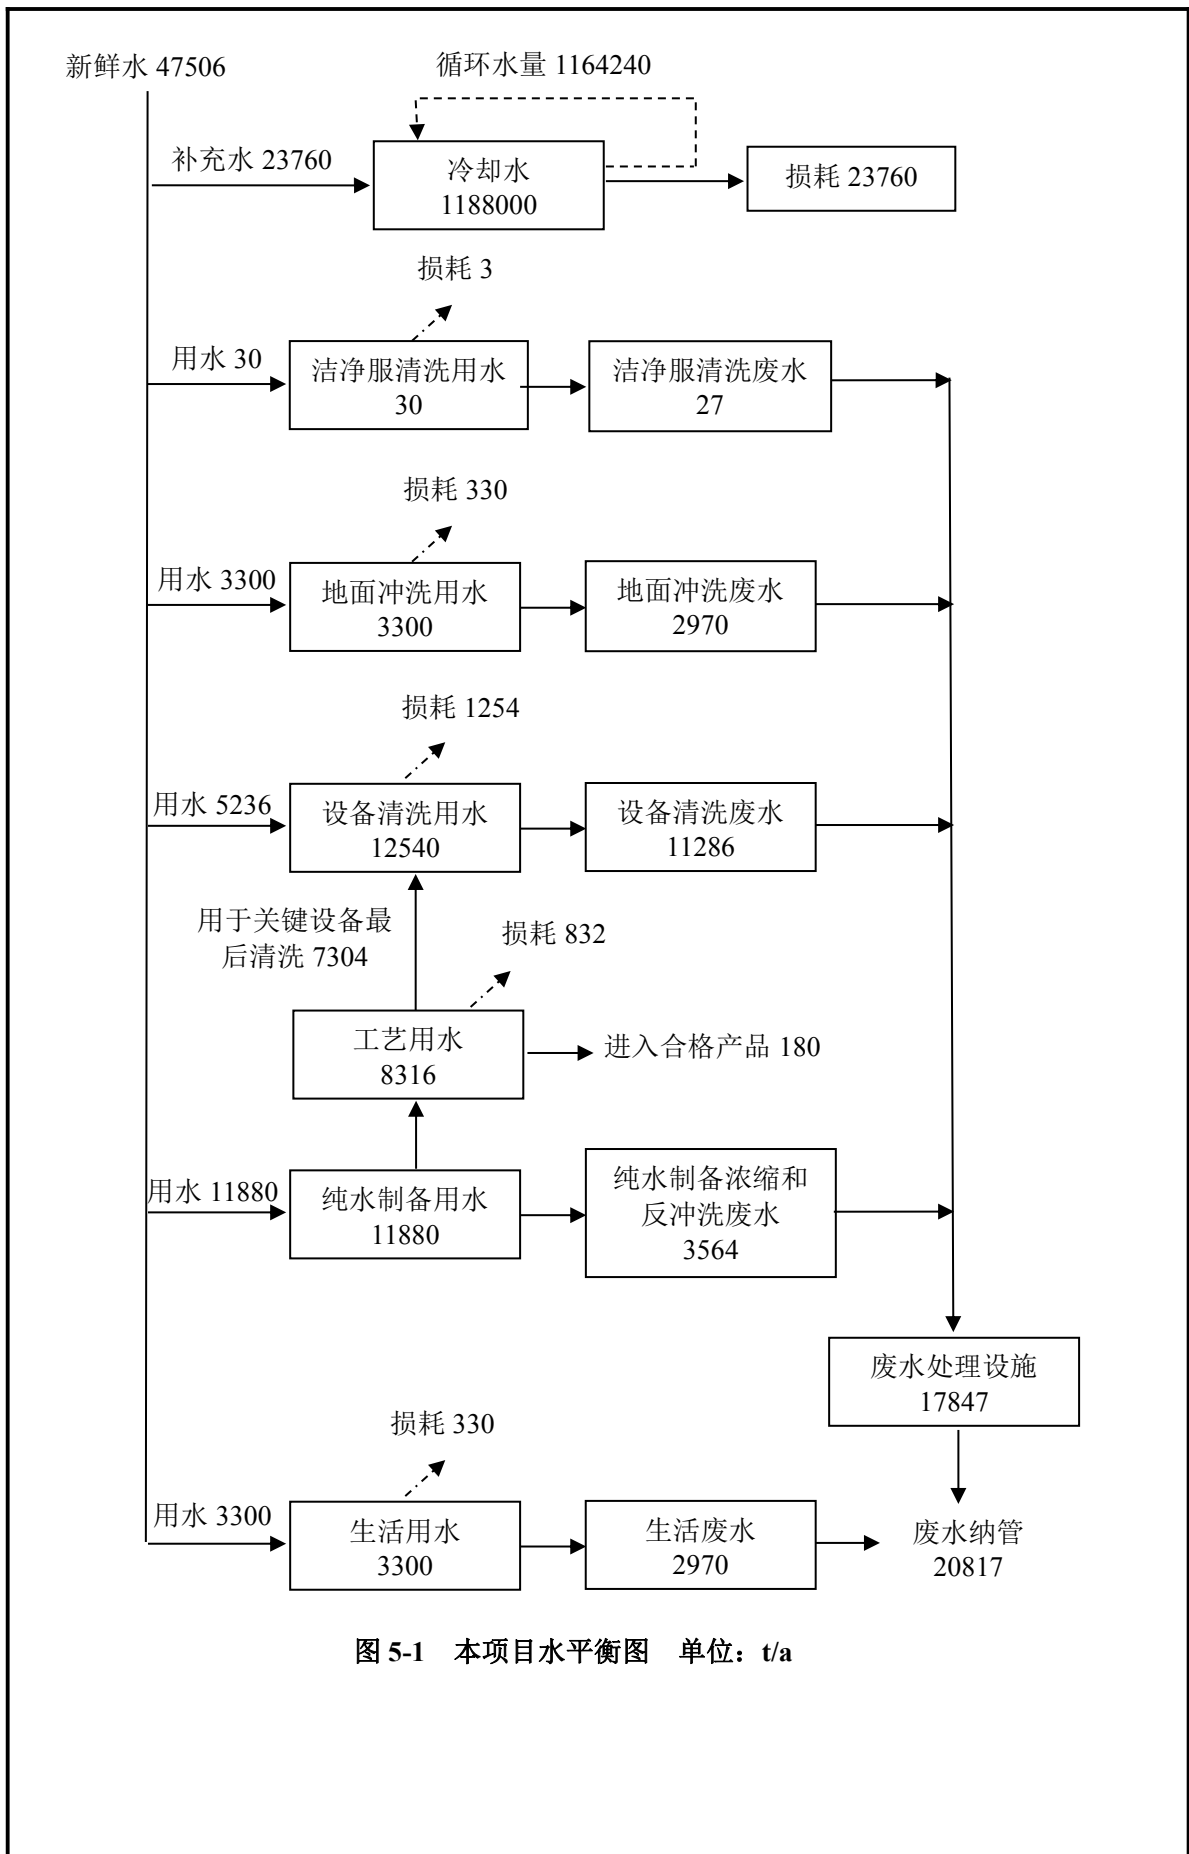 新鲜水 47506
循环水量 1164240
补充水 23760
冷却水
1188000
损耗 23760
损耗 3
用水 30
洁净服清洗用水
30
洁净服清洗废水
27
损耗 330
用水 3300
地面冲洗用水
3300
地面冲洗废水
2970
损耗 1254
用水 5236
设备清洗用水
12540
设备清洗废水
11286
用于关键设备最
后清洗 7304
损耗 832
工艺用水
8316
进入合格产品 180
用水 11880
纯水制备用水
11880
纯水制备浓缩和
反冲洗废水
3564
废水处理设施
17847
损耗 330
用水 3300
生活用水
3300
生活废水
2970
废水纳管
20817
图 5-1 本项目水平衡图 单位：t/a